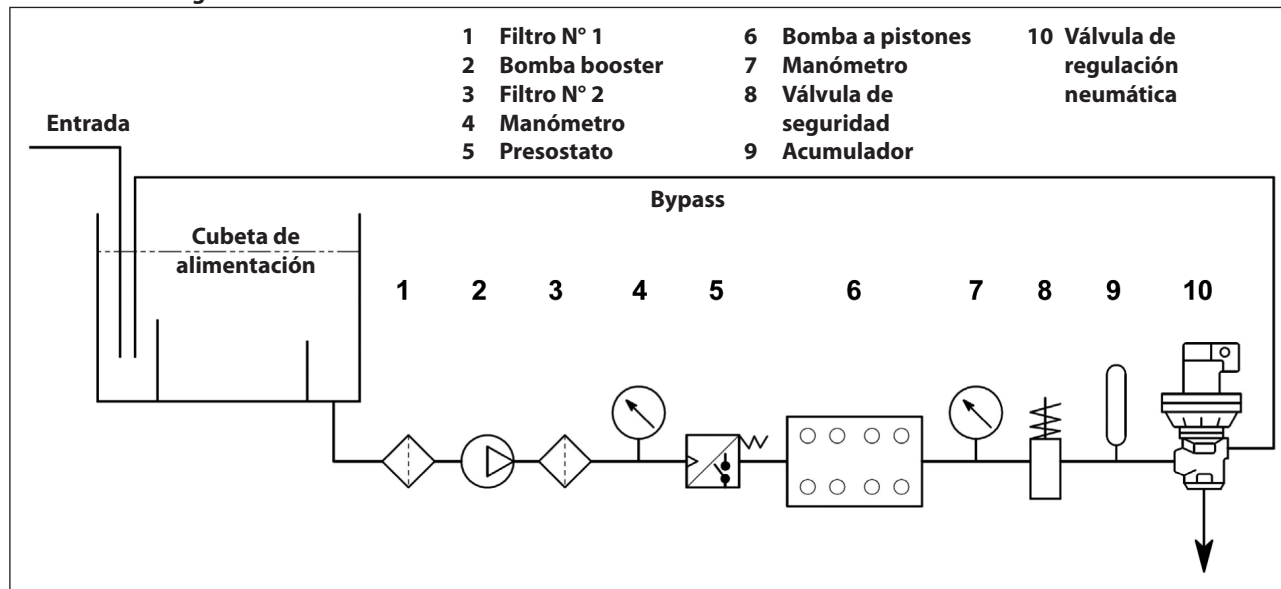 1 Filtro N° 1
2 Bomba booster
3 Filtro N° 2
4 Manómetro
5 Presostato
6 Bomba a pistones
7 Manómetro
8 Válvula de
seguridad
9 Acumulador
10 Válvula de
regulación
neumática
Entrada
Bypass
Cubeta de
alimentación
1 2 3 4 5 6 7 8 9 10